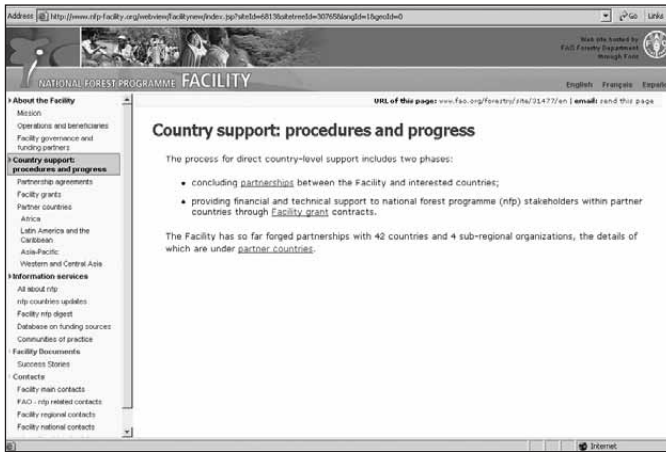 Address http://www.nfp-facility.org/webview/facilitynew/index.jsp?siteId=6813&sitetreeId=30765&langId=1&geoId=0 Go Links
Web site hosted by
FAO Forestry Department
through Foris
NATIONAL FOREST PROGRAMME FACILITY
English Français Españo
URL of this page: www.fao.org/forestry/site/31477/en | email: send this page
About the Facility
Mission
Operations and beneficiaries
Facility governance and
funding partners
Country support:
procedures and progress
Partnership agreements
Facility grants
Partner countries
Africa
Latin America and the
Caribbean
Asia-Pacific
Western and Central Asia
Information services
All about nfp
nfp countries updates
Facility nfp digest
Database on funding sources
Communities of practice
Facility Documents
Success Stories
Contacts
Facility main contacts
FAO - nfp related contacts
Facility regional contacts
Facility national contacts
Country support: procedures and progress
The process for direct country-level support includes two phases:
• concluding partnerships between the Facility and interested countries;
• providing financial and technical support to national forest programme (nfp) stakeholders within partner
countries through Facility grant contracts.
The Facility has so far forged partnerships with 42 countries and 4 sub-regional organizations, the details of
which are under partner countries.
Internet